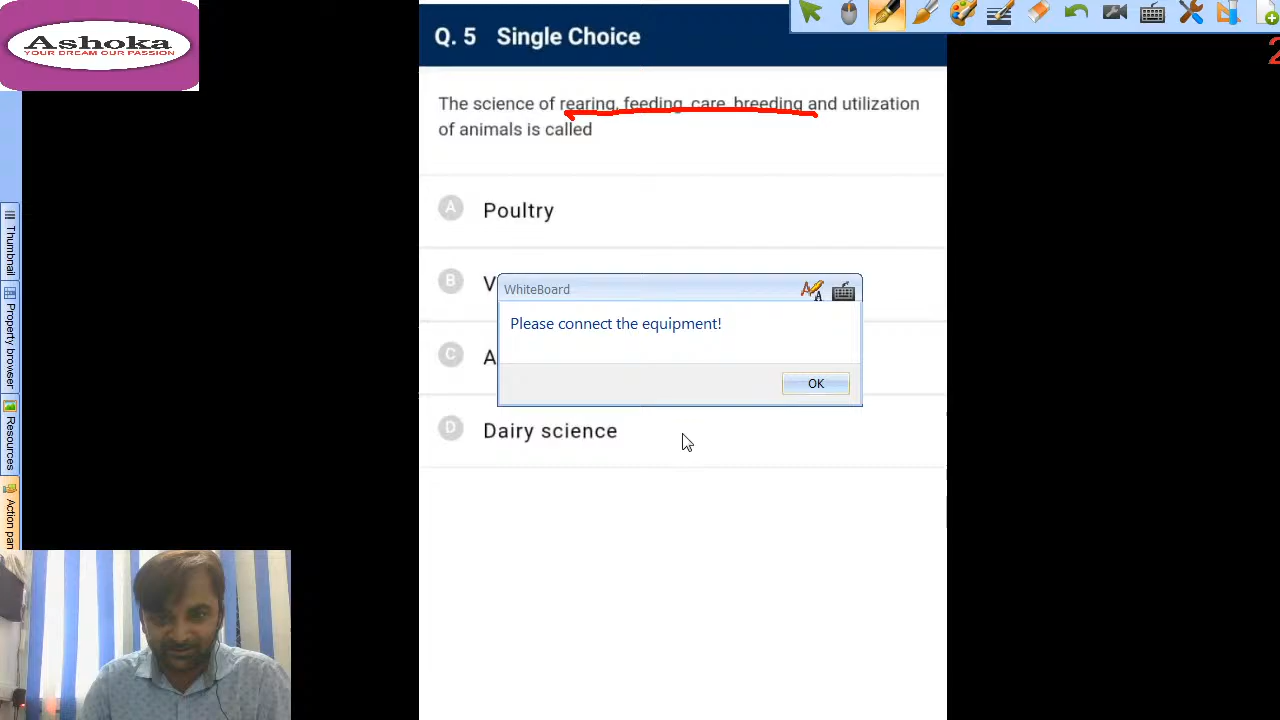 Ashoka
YOUR DREAM OUR PASSION
Q. 5 Single Choice
2
The science of rearing, feeding, care, breeding and utilization
of animals is called
A Poultry
B V
C A
D Dairy science
WhiteBoard
Please connect the equipment!
OK
Thumbnail
Property browser
Resources
Action pan